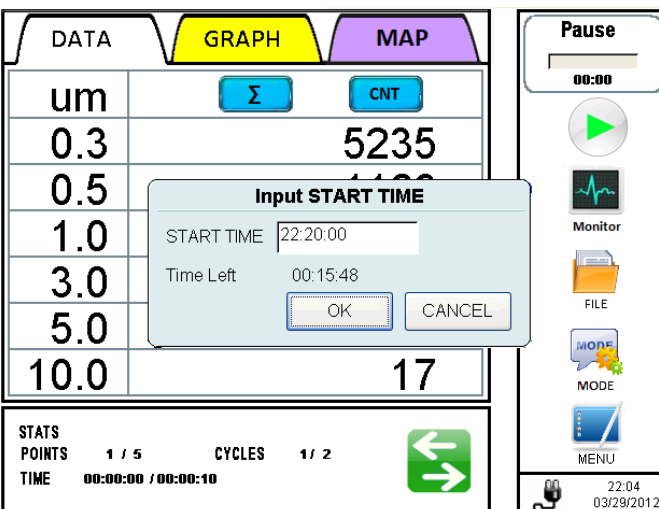 DATA GRAPH MAP
um Σ CNT
0.3 5235
0.5
1.0
3.0
5.0
10.0 17
Input START TIME
START TIME 22:20:00
Time Left 00:15:48
OK CANCEL
STATS
POINTS 1 / 5 CYCLES 1/ 2
TIME 00:00:00 / 00:00:10
Pause
00:00
Monitor
FILE
MODE
MODE
MENU
22:04
03/29/2012